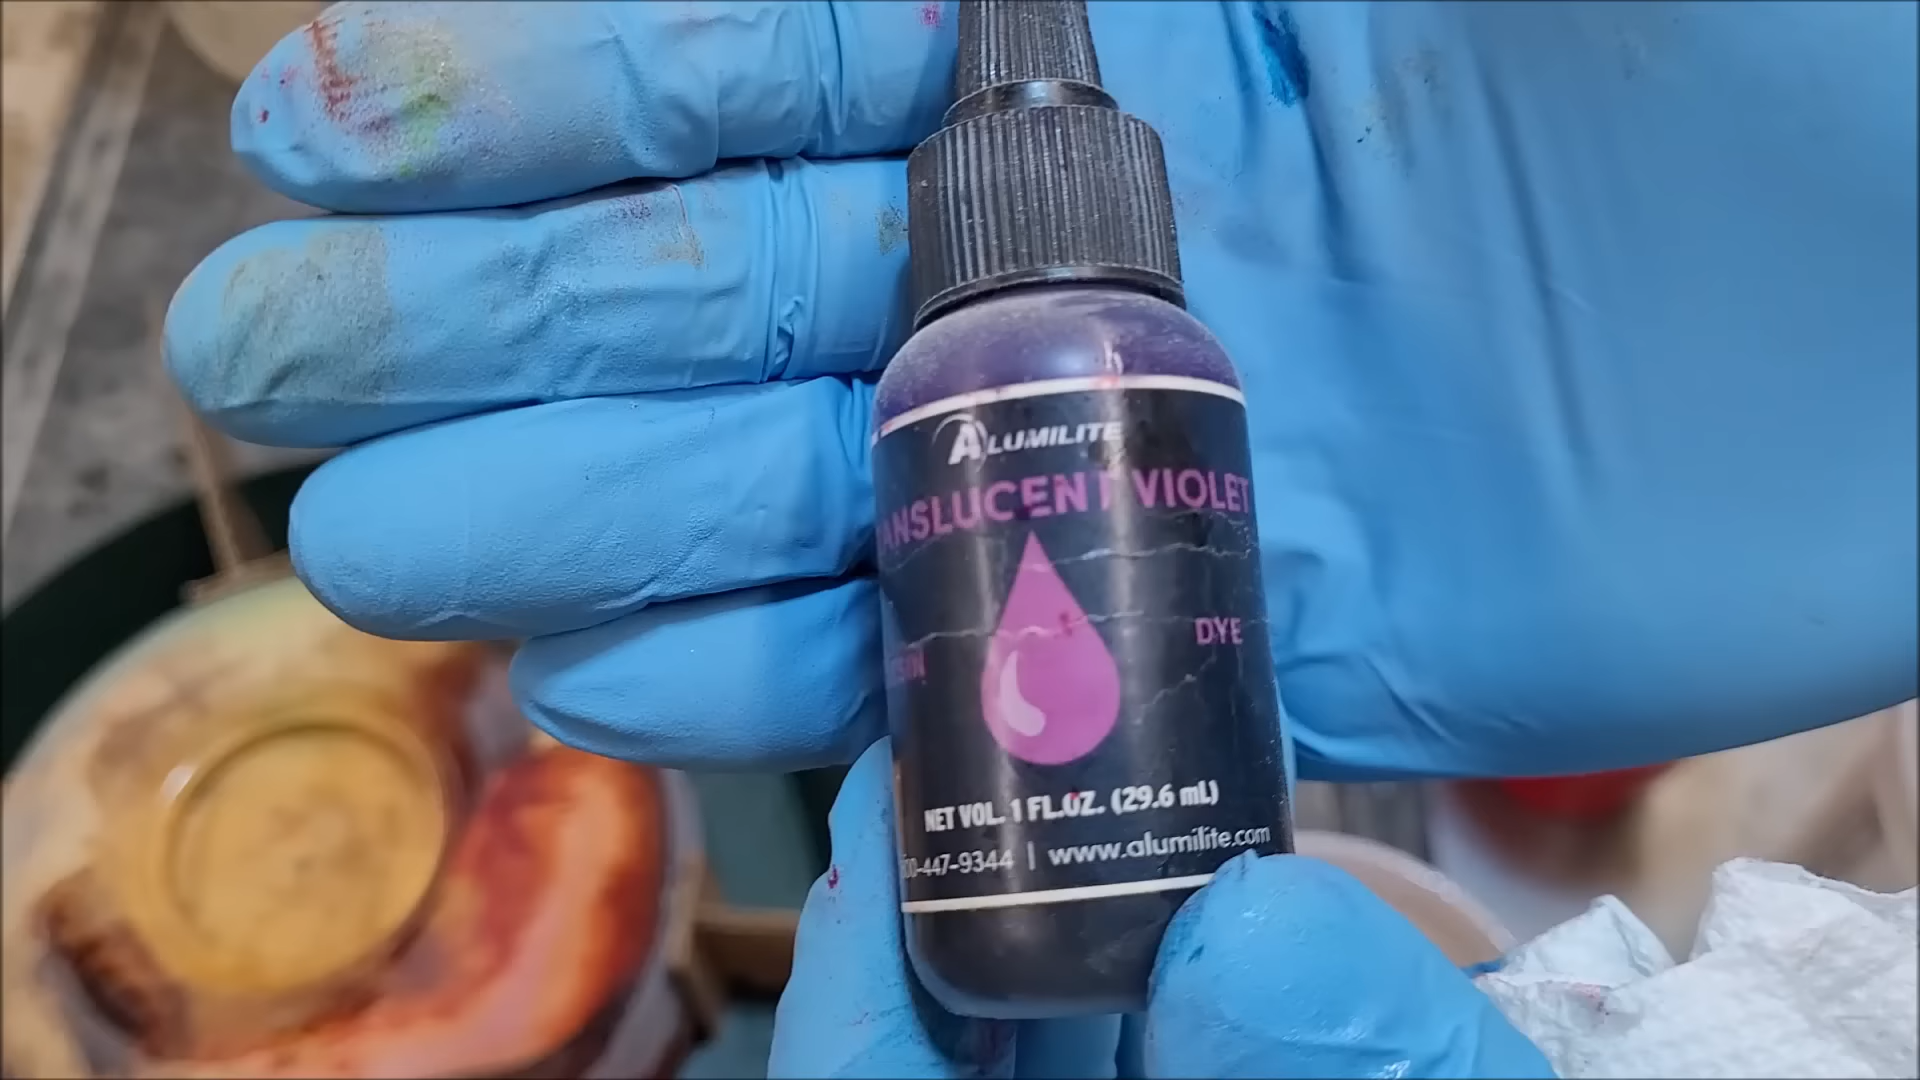 ALUMILITE
ANSLUCENT VIOLET
DYE
NET VOL. 1 FL.OZ. (29.6 mL)
00-447-9344 | www.alumilite.com